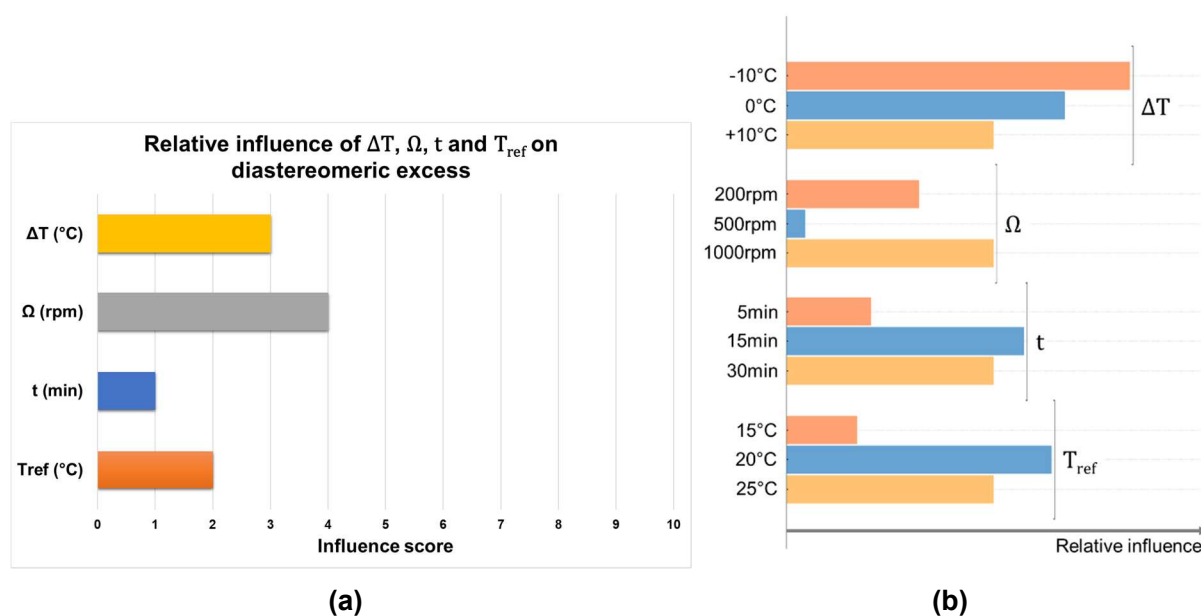 Relative influence of ΔT, Ω, t and T_ref on
diastereomeric excess
ΔT (°C)
Ω (rpm)
t (min)
Tref (°C)
0 1 2 3 4 5 6 7 8 9 10
Influence score
(a)
-10°C
0°C
+10°C
ΔT
200rpm
500rpm
1000rpm
Ω
5min
15min
30min
t
15°C
20°C
25°C
T_ref
Relative influence
(b)